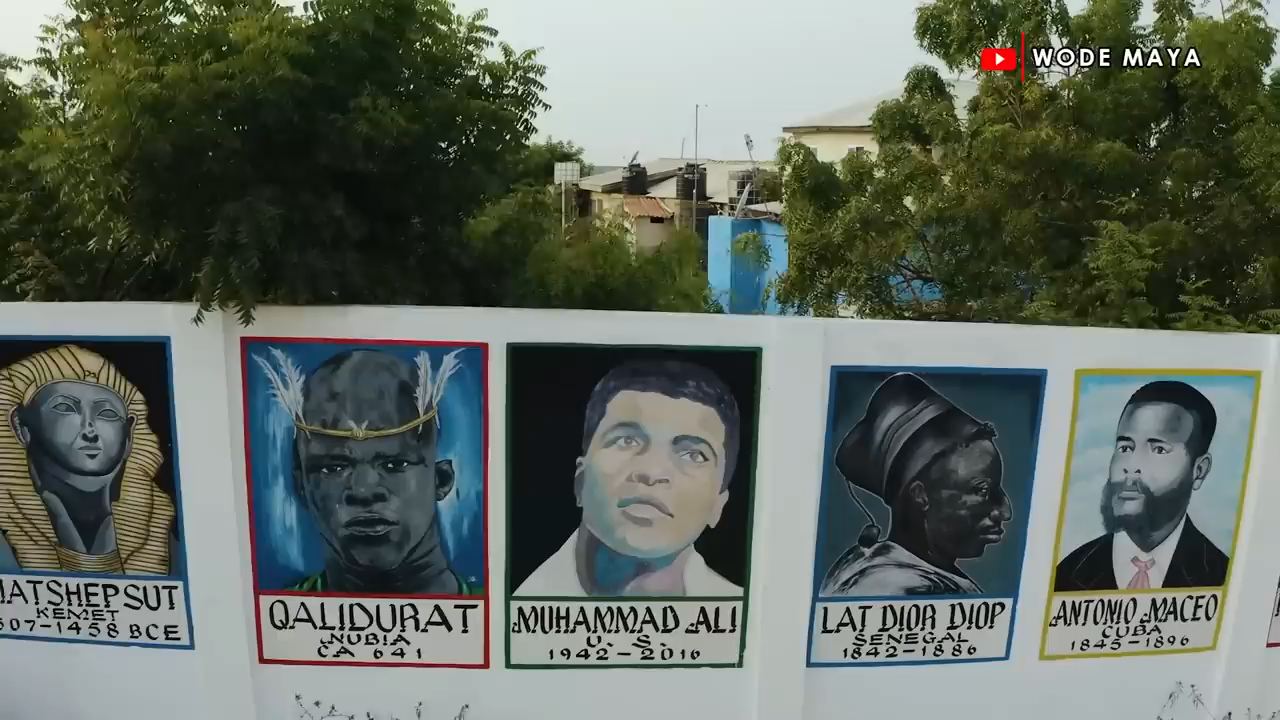 WODE MAYA
HATSHEPSUT
KEMET
507-1458 BCE
QALIDURAT
NUBIA
CA 641
MUHAMMAD ALI
U. S.
1942-2016
LAT DIOR DIOP
SENEGAL
1842-1886
ANTONIO MACEO
CUBA
1845-1896